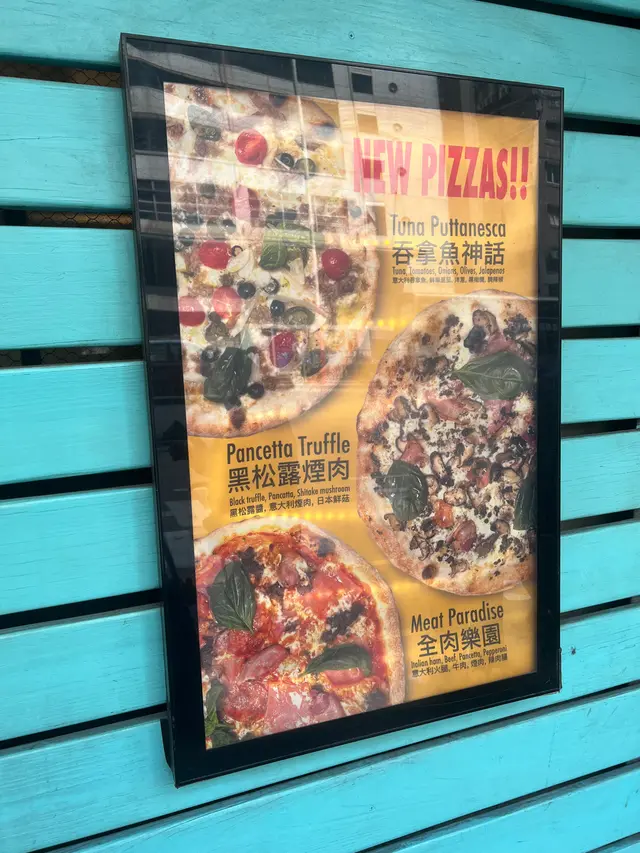 NEW PIZZAS!!
Tuna Puttanesca
吞拿魚神話
Tuna, Tomatoes, Onions, Olives, Jalapenos
Pancetta Truffle
黑松露煙肉
Black truffle, Pancatta, Shitake mushroom
黑松露醬, 意大利煙肉, 日本鮮菇
Meat Paradise
全肉樂園
Italian ham, Beef, Pancetta, Pepperoni
意大利火腿, 牛肉, 煙肉, 辣肉腸